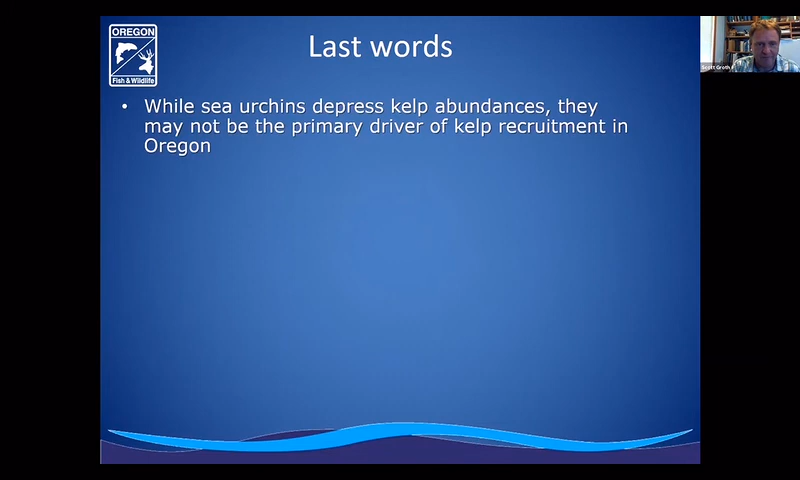 OREGON
Fish & Wildlife
Last words
• While sea urchins depress kelp abundances, they
may not be the primary driver of kelp recruitment in
Oregon
Scott Groth